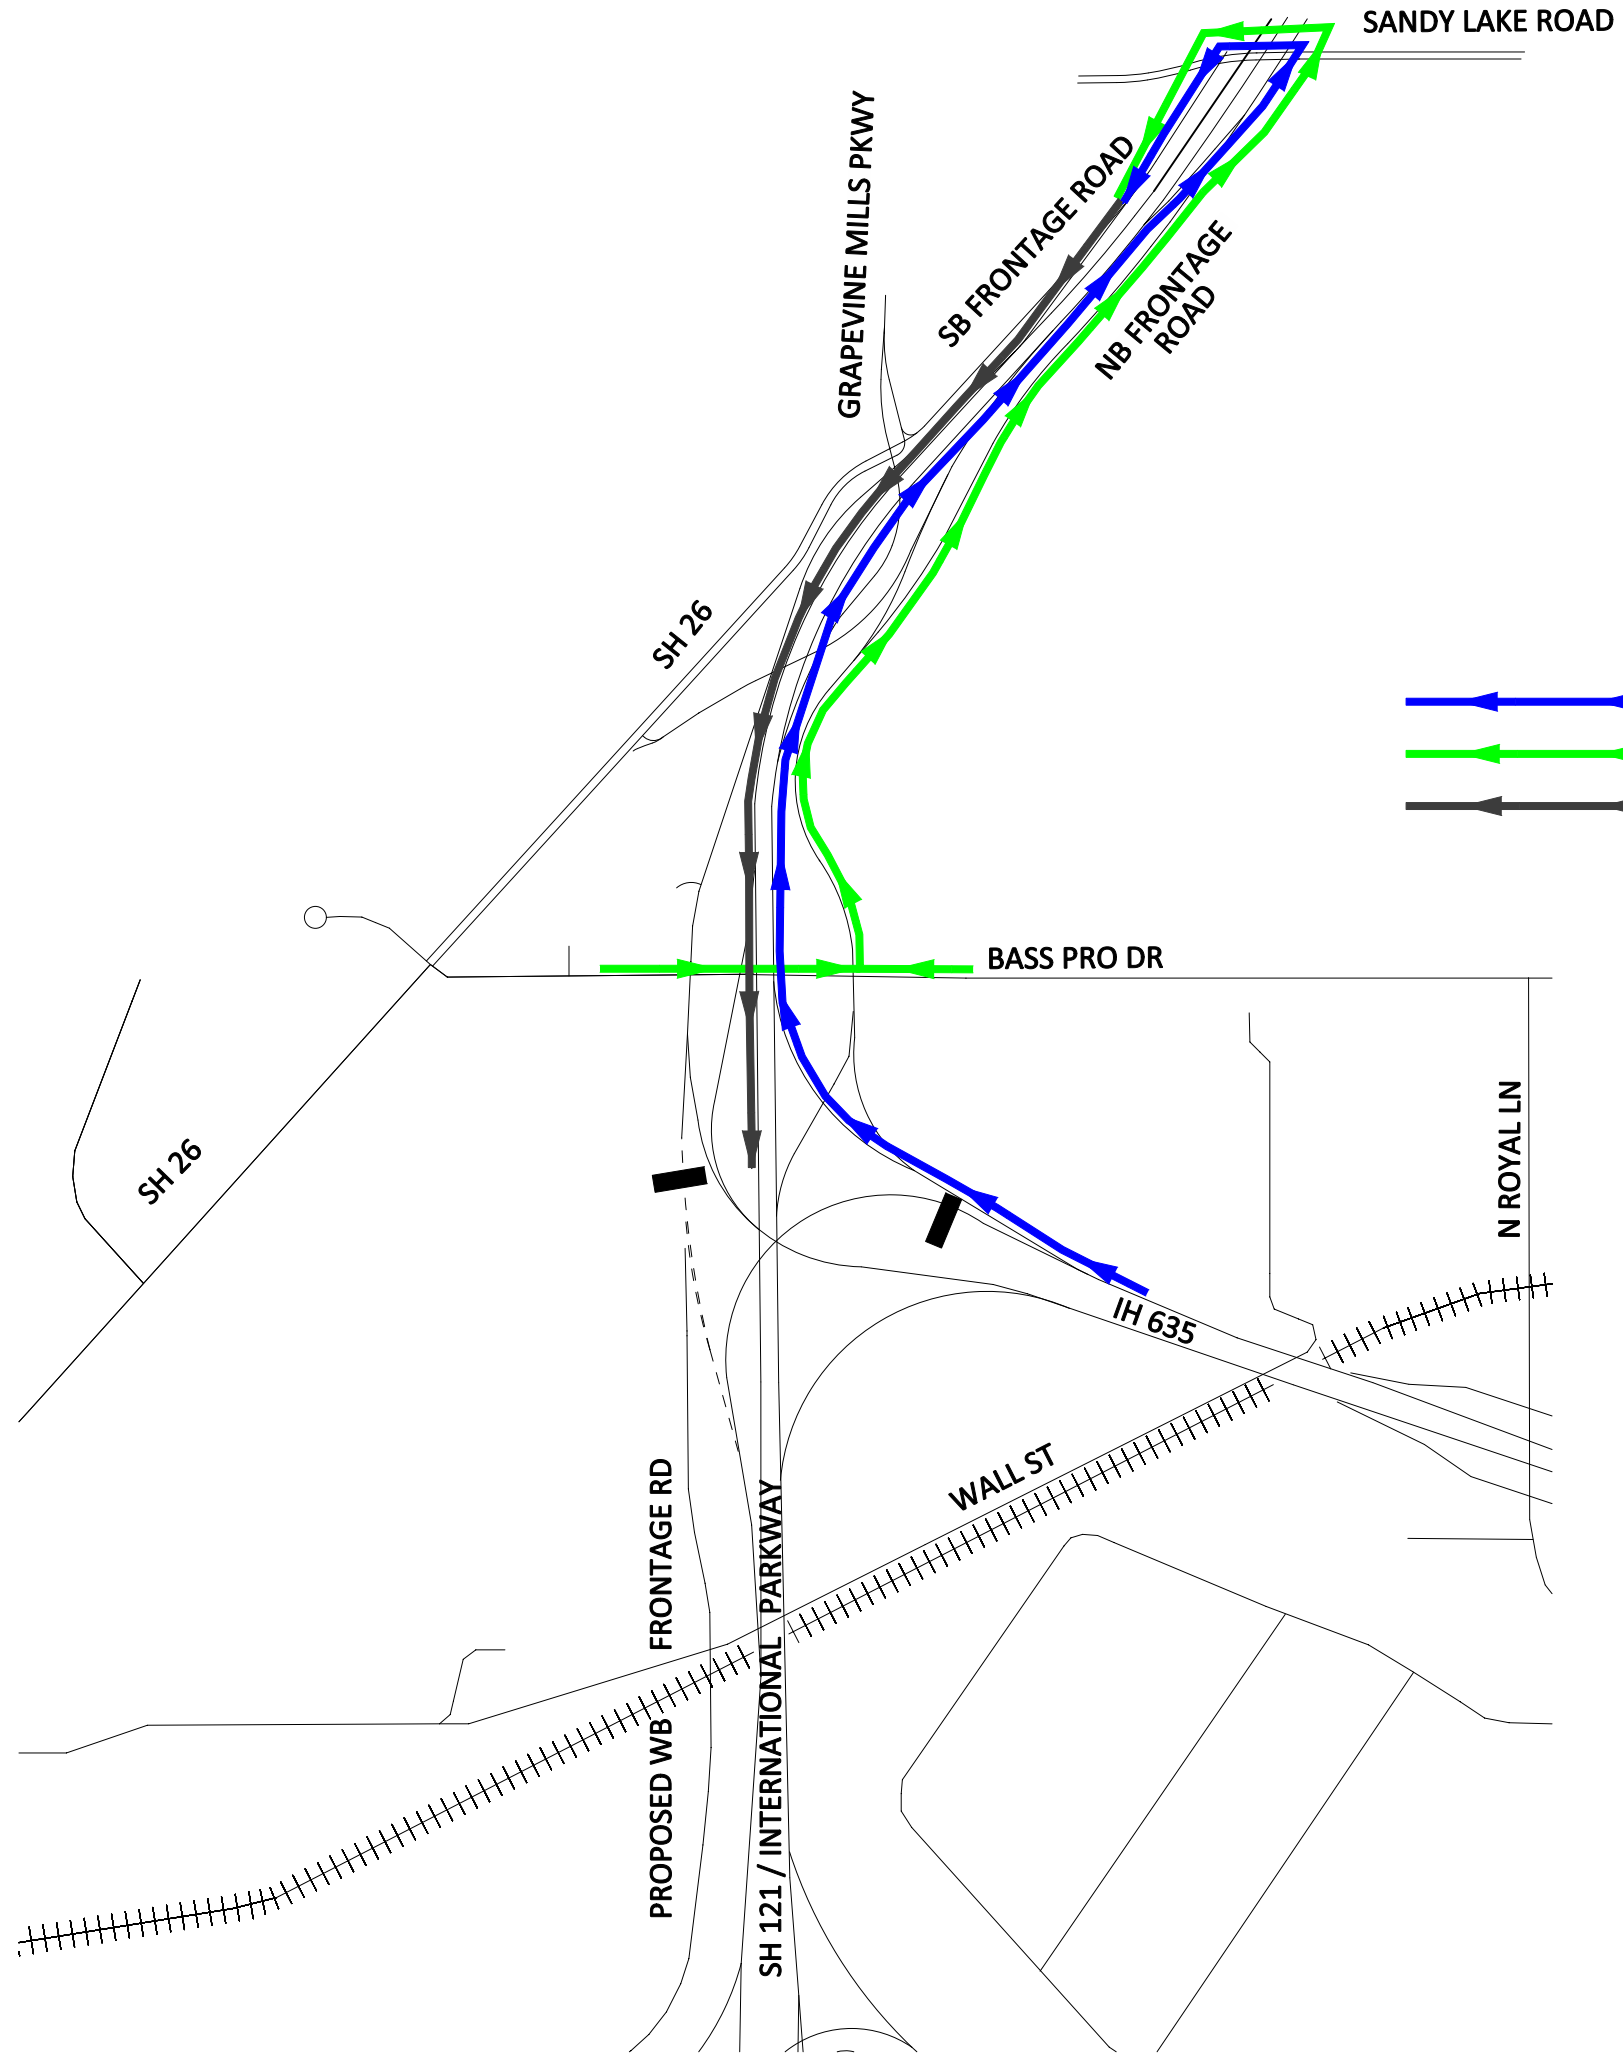 SANDY LAKE ROAD
GRAPEVINE MILLS PKWY
SB FRONTAGE ROAD
NB FRONTAGE
ROAD
SH 26
BASS PRO DR
SH 26
N ROYAL LN
IH 635
WALL ST
PROPOSED WB FRONTAGE RD
SH 121 / INTERNATIONAL PARKWAY